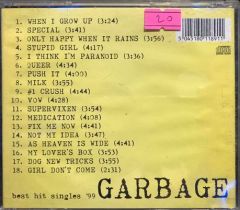 20
1. WHEN I GROW UP (3:24)
2. SPECIAL (3:41)
3. ONLY HAPPY WHEN IT RAINS (3:56)
4. STUPID GIRL (4:17)
5. I THINK I'M PARANOID (3:36)
6. QUEER (4:34)
7. PUSH IT (4:00)
8. MILK (3:55)
9. #1 CRUSH (4:44)
10. VOW (4:28)
11. SUPERVIXEN (3:54)
12. MEDICATION (4:08)
13. FIX ME NOW (4:41)
14. NOT MY IDEA (3:47)
15. AS HEAVEN IS WIDE (4:41)
16. MY LOVER'S BOX (3:53)
17. DOG NEW TRICKS (3:55)
18. GIRL DON'T COME (2:31)
best hit singles '99 GARBAGE